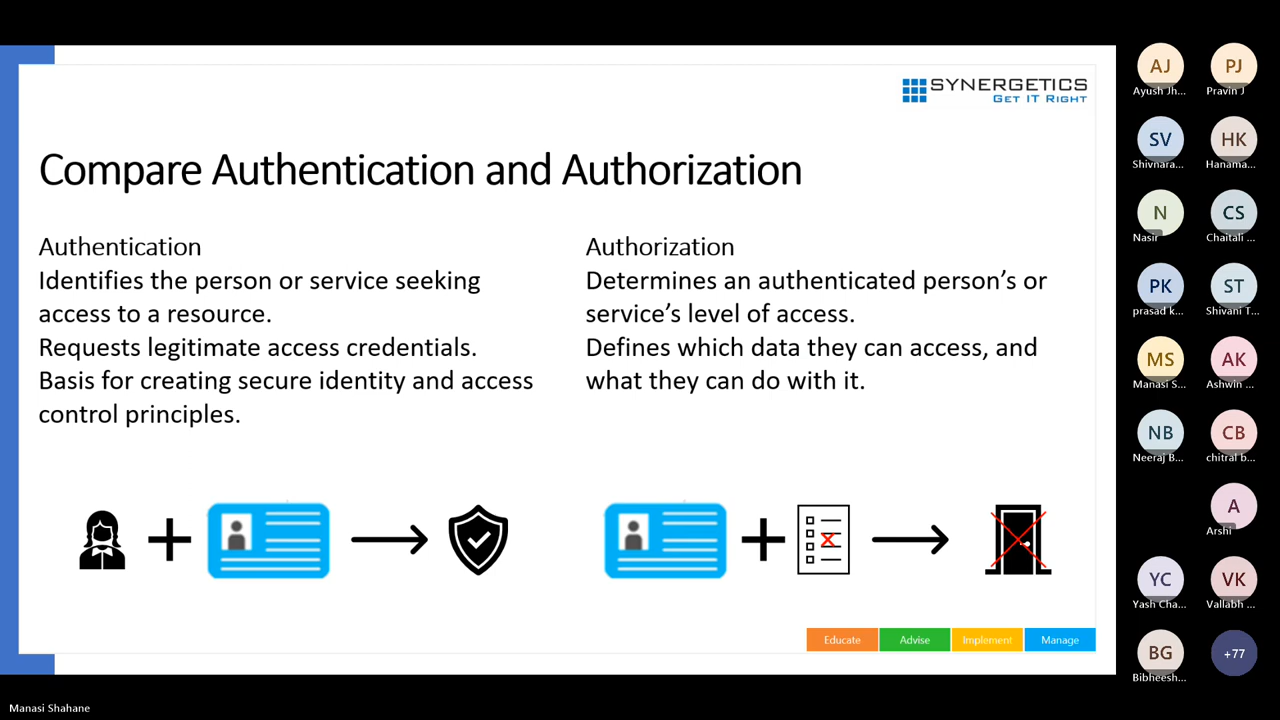 SYNERGETICS
GET IT RIGHT
Compare Authentication and Authorization
Authentication
Identifies the person or service seeking
access to a resource.
Requests legitimate access credentials.
Basis for creating secure identity and access
control principles.
Authorization
Determines an authenticated person’s or
service’s level of access.
Defines which data they can access, and
what they can do with it.
Educate
Advise
Implement
Manage
AJ
Ayush Jh...
PJ
Pravin J
SV
Shivnara...
HK
Hanama...
N
Nasir
CS
Chaitali ...
PK
prasad k...
ST
Shivani T...
MS
Manasi S...
AK
Ashwin ...
NB
Neeraj B...
CB
chitral b...
A
Arshi
YC
Yash Cha...
VK
Vallabh ...
BG
Bibheesh...
+77
Manasi Shahane